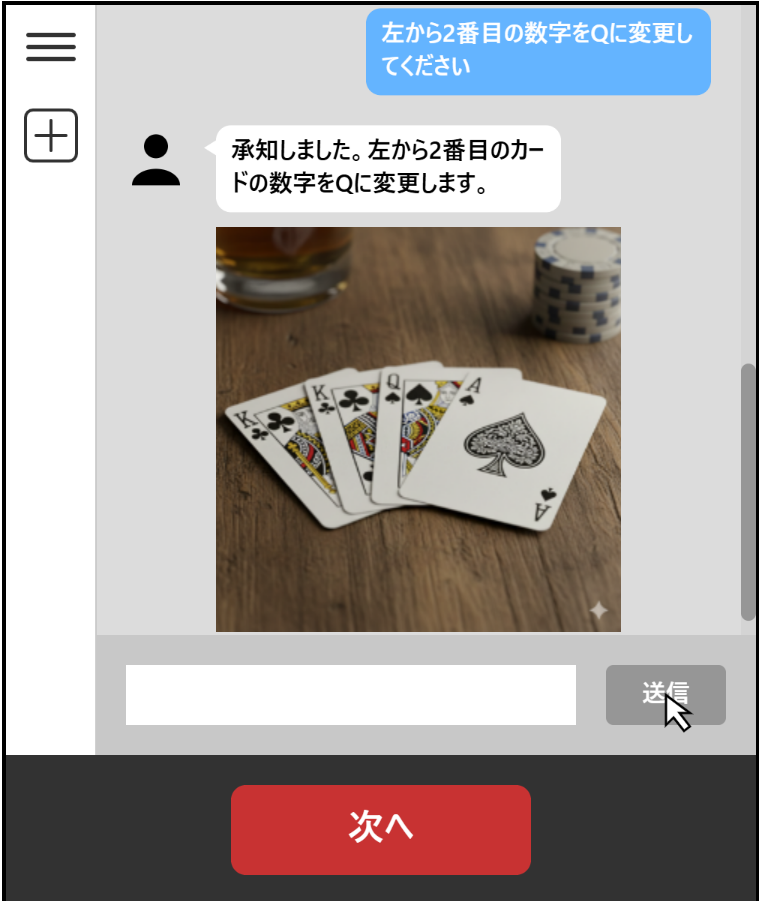 左から2番目の数字をQに変更し
てください
承知しました。左から2番目のカー
ドの数字をQに変更します。
K
K
Q
A
A
送信
次へ